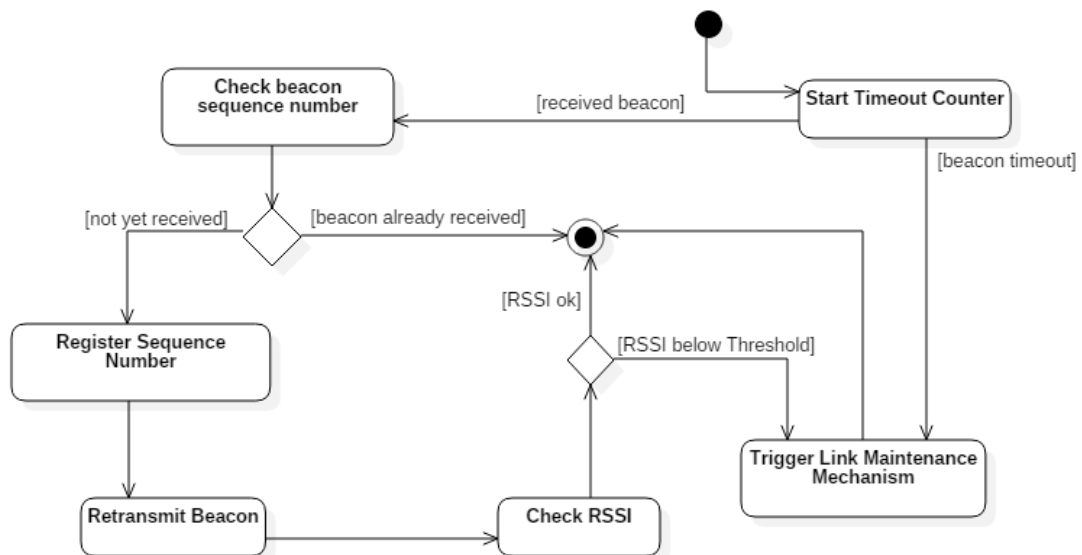 Check beacon
sequence number
[received beacon]
Start Timeout Counter
[beacon timeout]
[not yet received]
[beacon already received]
[RSSI ok]
Register Sequence
Number
[RSSI below Threshold]
Trigger Link Maintenance
Mechanism
Retransmit Beacon
Check RSSI